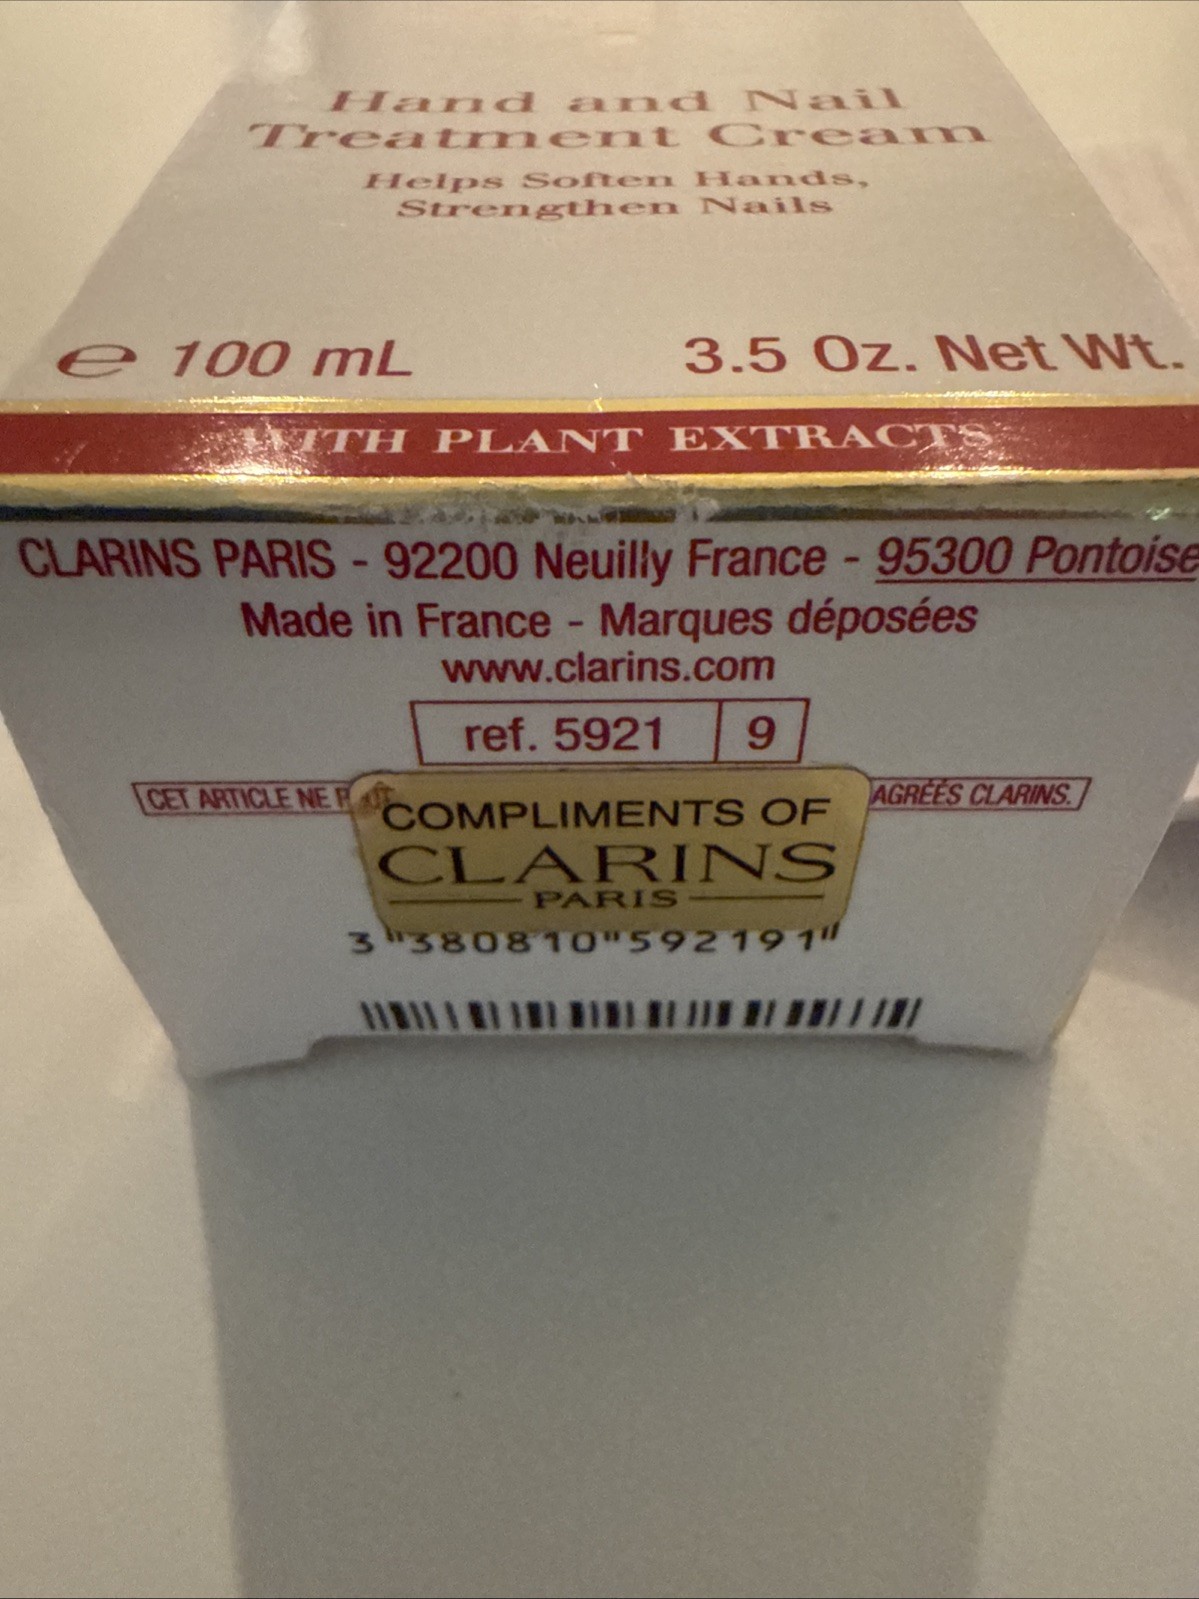 Hand and Nail
Treatment Cream
Helps Soften Hands,
Strengthen Nails
℮ 100 mL 3.5 Oz. Net Wt.
WITH PLANT EXTRACTS
CLARINS PARIS - 92200 Neuilly France - 95300 Pontoise
Made in France - Marques déposées
www.clarins.com
ref. 5921 9
CET ARTICLE NE AGRÉÉS CLARINS.
COMPLIMENTS OF
CLARINS
PARIS
3 "380810"592191"